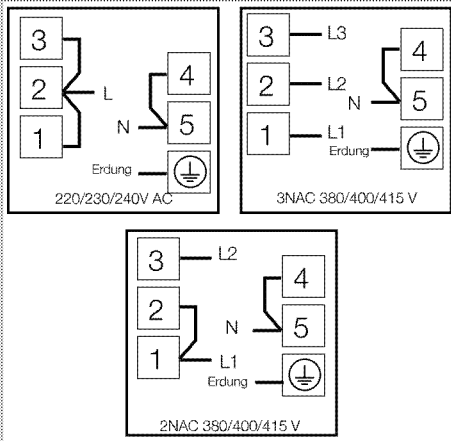 3
2 L
1
4
N 5
Erdung
220/230/240V AC
3 L3
2 L2
1 L1
4
N 5
Erdung
3NAC 380/400/415 V
3 L2
2
1 L1
4
N 5
Erdung
2NAC 380/400/415 V